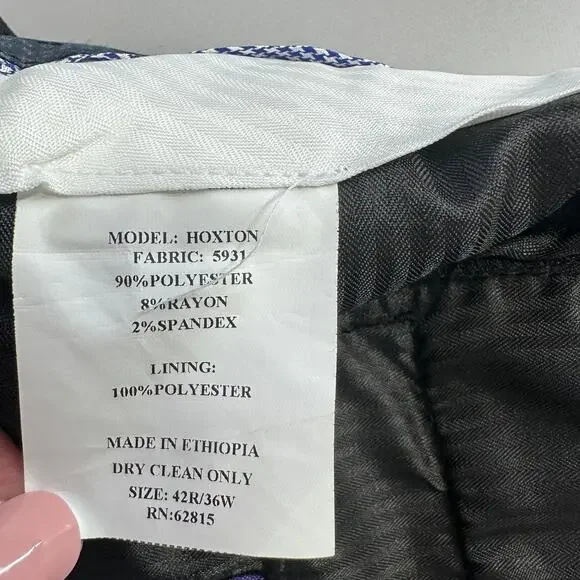 MODEL: HOXTON
FABRIC: 5931
90%POLYESTER
8%RAYON
2%SPANDEX
LINING:
100%POLYESTER
MADE IN ETHIOPIA
DRY CLEAN ONLY
SIZE: 42R/36W
RN:62815